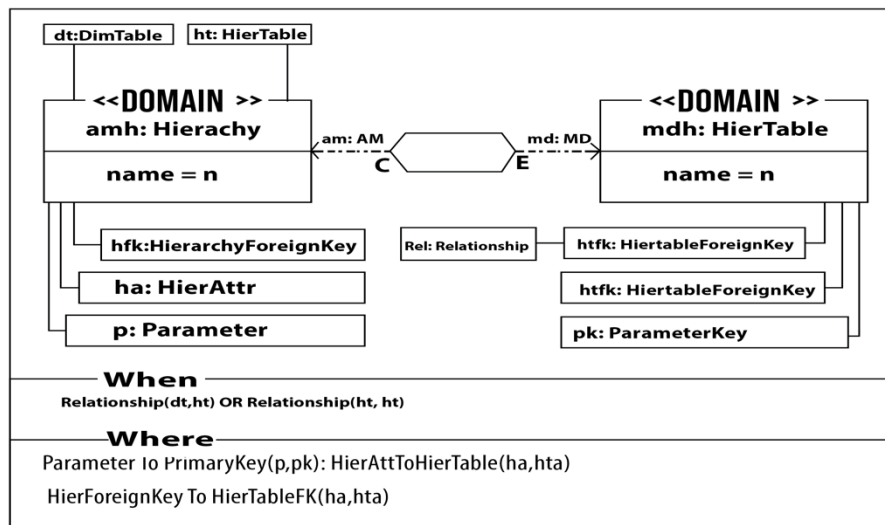 dt:DimTable
ht: HierTable
<<DOMAIN >>
amh: Hierachy
name = n
am: AM
C
md: MD
E
<<DOMAIN >>
mdh: HierTable
name = n
hfk:HierarchyForeignKey
ha: HierAttr
p: Parameter
Rel: Relationship
htfk: HiertableForeignKey
htfk: HiertableForeignKey
pk: ParameterKey
When
Relationship(dt,ht) OR Relationship(ht, ht)
Where
Parameter To PrimaryKey(p,pk): HierAttToHierTable(ha,hta)
HierForeignKey To HierTableFK(ha,hta)